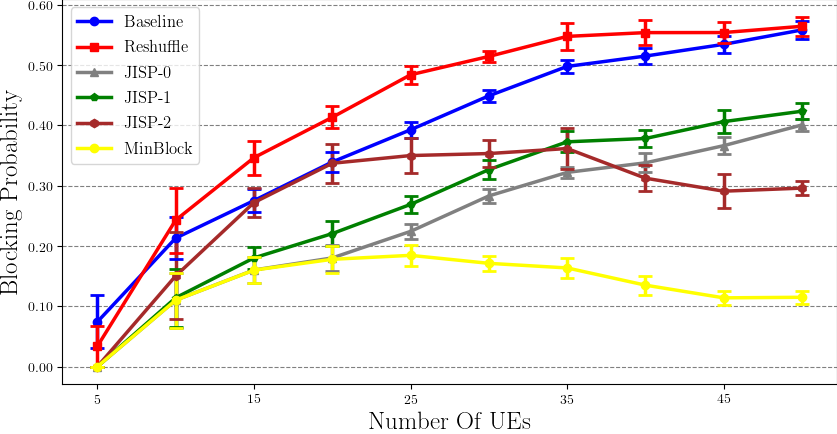 0.60
0.50
0.40
0.30
0.20
0.10
0.00
Blocking Probability
Baseline
Reshuffle
JISP-0
JISP-1
JISP-2
MinBlock
5
15
25
35
45
Number Of UEs